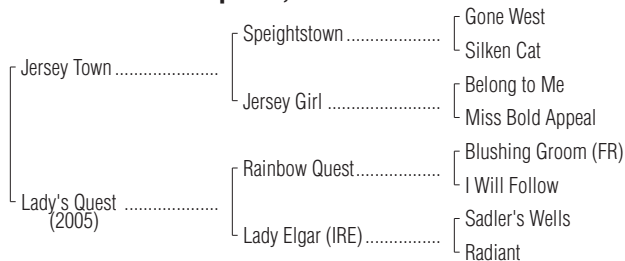 Gone West
Speightstown
Silken Cat
Jersey Town
Belong to Me
Jersey Girl
Miss Bold Appeal
Blushing Groom (FR)
Rainbow Quest
I Will Follow
Lady's Quest
(2005)
Sadler's Wells
Lady Elgar (IRE)
Radiant